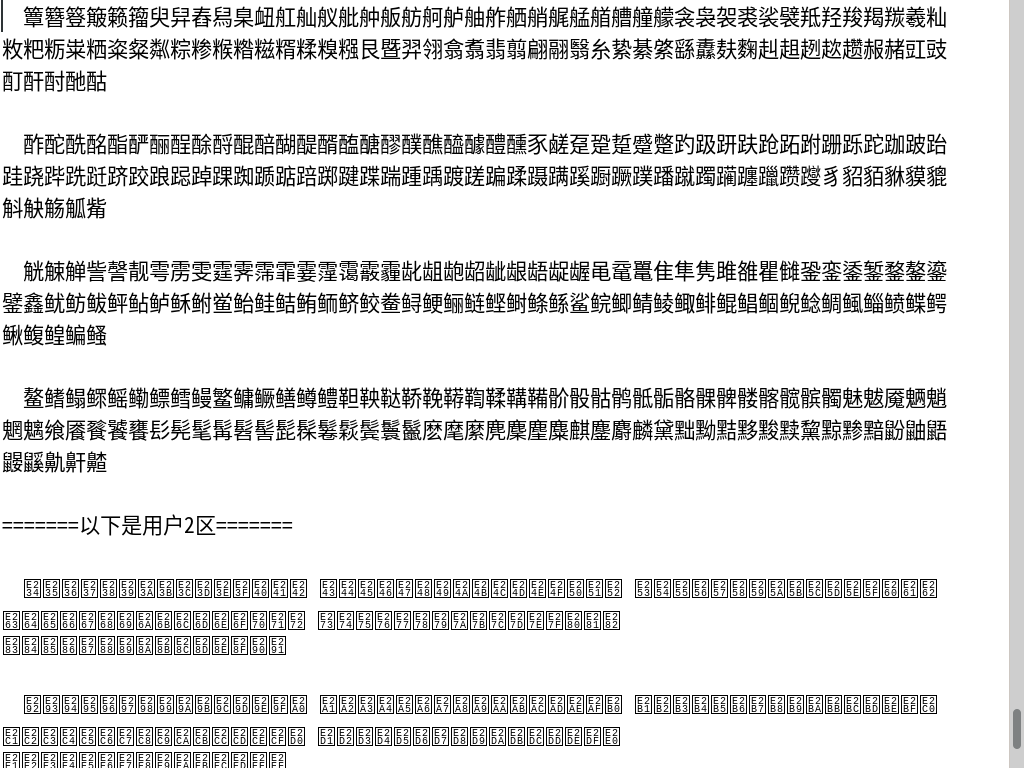 簟簪簦簸籁籀臾舁舂舄臬衄舡舢舣舭舯舨舫舸舻舳舴舾艄艉艋艏艚艟艨衾袅袈裘裟襞羝羟羧羯羰羲籼
敉粑粝粜粞粢粲粼粽糁糇糌糍糈糅糗糨艮暨羿翎翕翥翡翦翩翮翳糸絷綦綮繇纛麸麴赳趄趔趑趱赧赭豇豉
酊酐酎酏酤
酢酡酰酩酯酽酾酲酴酹醌醅醐醍醑醢醣醪醭醮醯醵醴醺豕鹾趸跫踅蹙蹩趵趿趼趺跄跖跗跚跞跎跏跛跆
跬跷跸跣跹跻跤踉跽踔踝踟踬踮踣踯踺蹀踹踵踽踱蹉蹁蹂蹑蹒蹊蹰蹶蹼蹯蹴躅躏躔躐躜躞豸貂貊貅貘貔
斛觖觞觚觜
觥觫觯訾謦靓雩雳雯霆霁霈霏霎霪霭霰霾龀龃龅龆龇龈龉龊龌黾鼋鼍隹隼隽雎雒瞿雠銎銮鋈錾鍪鏊鎏
鐾鑫鱿鲂鲅鲆鲇鲈稣鲋鲎鲐鲑鲒鲔鲕鲚鲛鲞鲟鲠鲡鲢鲣鲥鲦鲧鲨鲩鲫鲭鲮鲰鲱鲲鲳鲴鲵鲶鲷鲺鲻鲼鲽鳄
鳅鳆鳇鳊鳋
鳌鳍鳎鳏鳐鳓鳔鳕鳗鳘鳙鳜鳝鳟鳢靼鞅鞑鞒鞔鞯鞫鞣鞲鞴骱骰骷鹘骶骺骼髁髀髅髂髋髌髑魅魃魇魉魈
魍魑飨餍餮饕饔髟髡髦髯髫髻髭髹鬈鬏鬓鬟鬣麽麾縻麂麇麈麋麒鏖麝麟黛黜黝黠黟黢黩黧黥黪黯鼢鼬鼯
鼹鼷鼽鼾齄
=======以下是用户2区=======